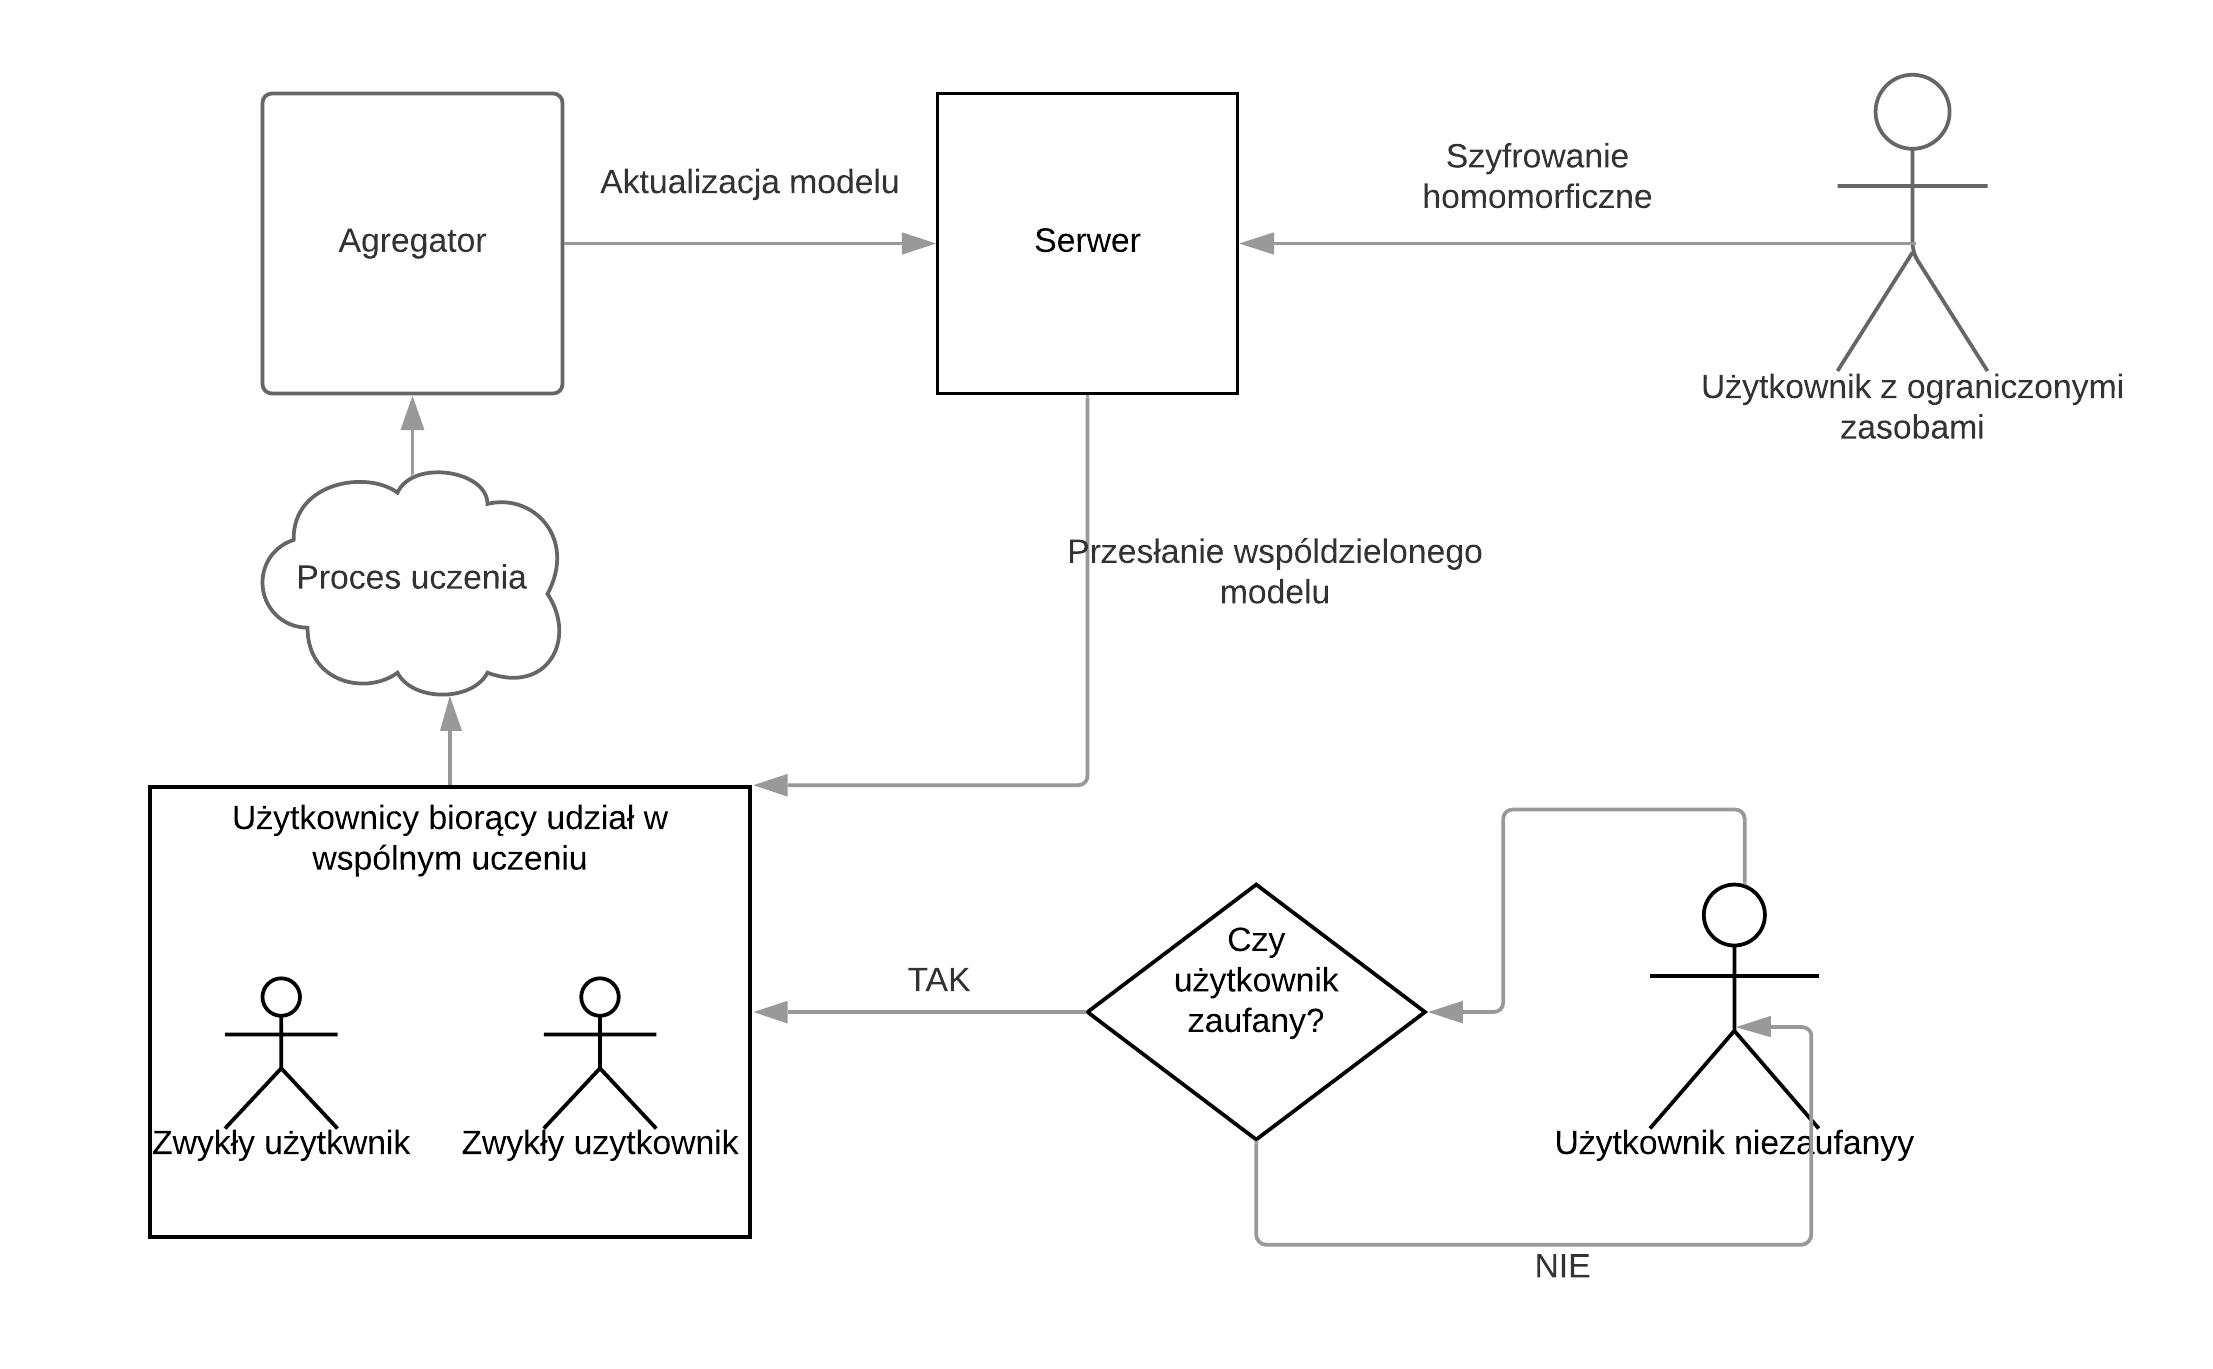 Szyfrowanie
homomorficzne
Aktualizacja modelu
Agregator
Serwer
Użytkownik z ograniczonymi
zasobami
Przesłanie wspóldzielonego
modelu
Proces uczenia
Użytkownicy biorący udział w
wspólnym uczeniu
Czy
użytkownik
zaufany?
TAK
Zwykły użytkwnik
Zwykły uzytkownik
Użytkownik niezaufanyy
NIE